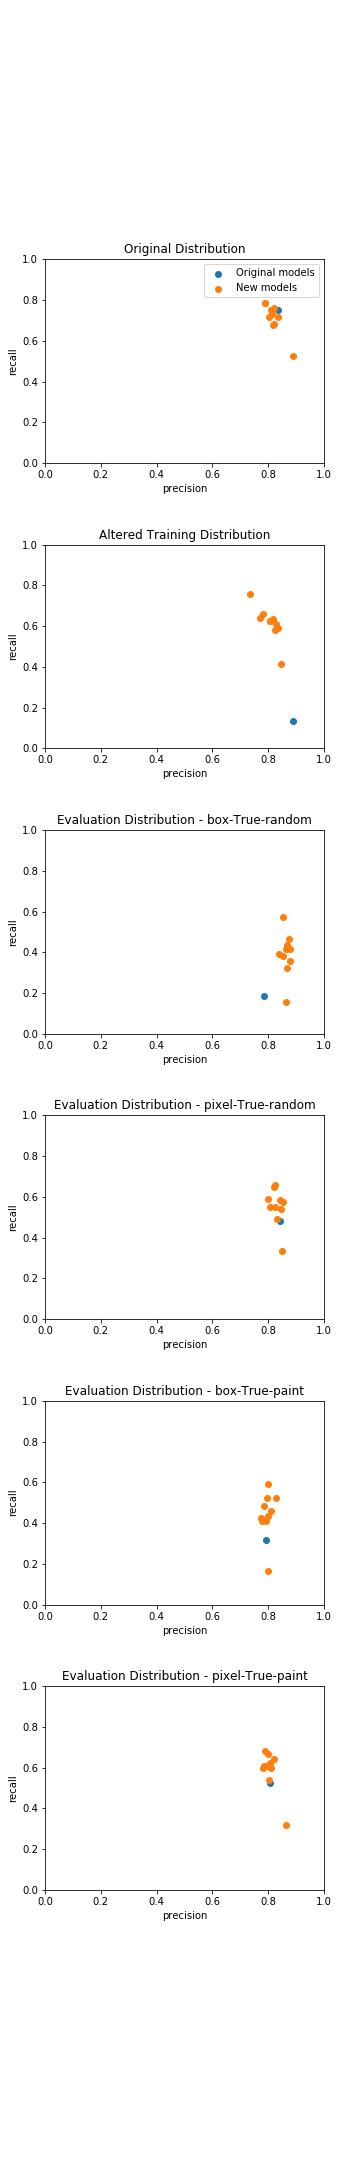 Original Distribution
Original models
New models
1.0
0.8
0.6
0.4
0.2
0.0
recall
0.0 0.2 0.4 0.6 0.8 1.0
precision
Altered Training Distribution
1.0
0.8
0.6
0.4
0.2
0.0
recall
0.0 0.2 0.4 0.6 0.8 1.0
precision
Evaluation Distribution - box-True-random
1.0
0.8
0.6
0.4
0.2
0.0
recall
0.0 0.2 0.4 0.6 0.8 1.0
precision
Evaluation Distribution - pixel-True-random
1.0
0.8
0.6
0.4
0.2
0.0
recall
0.0 0.2 0.4 0.6 0.8 1.0
precision
Evaluation Distribution - box-True-paint
1.0
0.8
0.6
0.4
0.2
0.0
recall
0.0 0.2 0.4 0.6 0.8 1.0
precision
Evaluation Distribution - pixel-True-paint
1.0
0.8
0.6
0.4
0.2
0.0
recall
0.0 0.2 0.4 0.6 0.8 1.0
precision